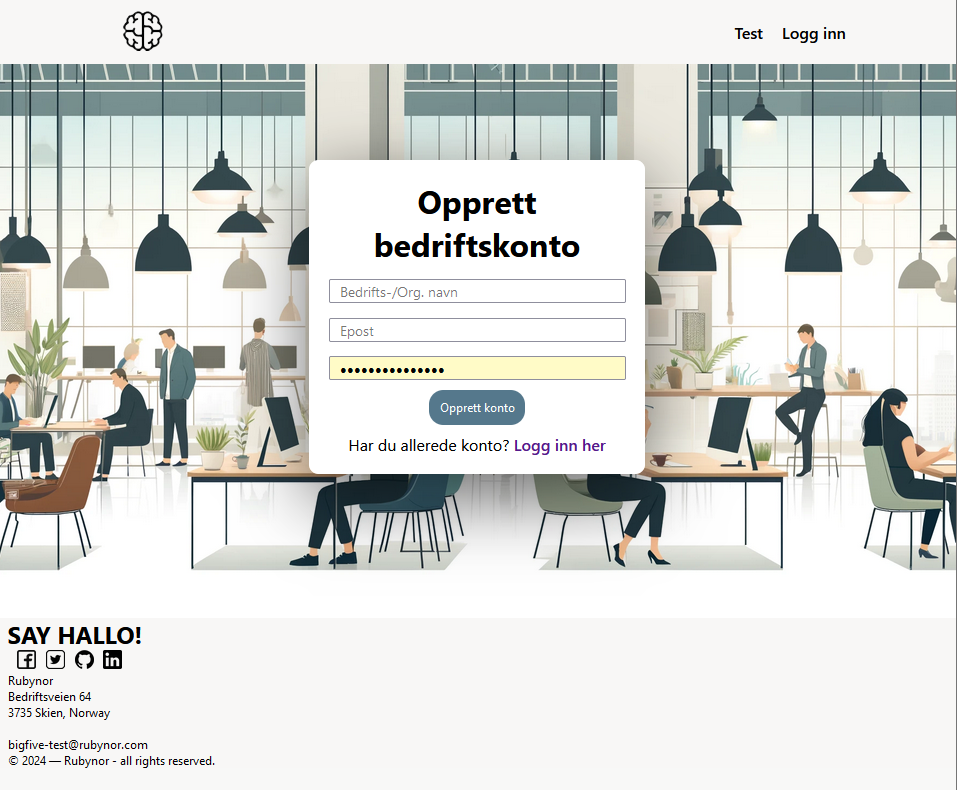 Test Logg inn
Opprett
bedriftskonto
Bedrifts-/Org. navn
Epost
•••••••••••••••
Opprett konto
Har du allerede konto? Logg inn her
SAY HALLO!
Rubynor
Bedriftsveien 64
3735 Skien, Norway
bigfive-test@rubynor.com
© 2024 — Rubynor - all rights reserved.